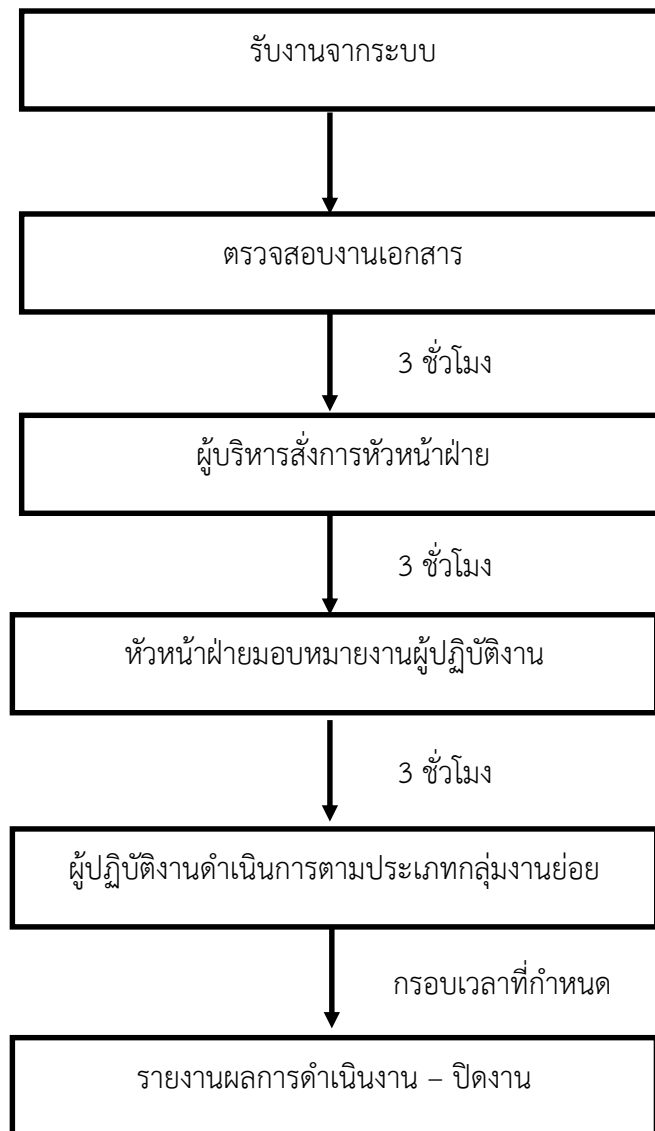 รับงานจากระบบ
ตรวจสอบงานเอกสาร
3 ชั่วโมง
ผู้บริหารสั่งการหัวหน้าฝ่าย
3 ชั่วโมง
หัวหน้าฝ่ายมอบหมายงานผู้ปฏิบัติงาน
3 ชั่วโมง
ผู้ปฏิบัติงานดำเนินการตามประเภทกลุ่มงานย่อย
กรอบเวลาที่กำหนด
รายงานผลการดำเนินงาน – ปิดงาน